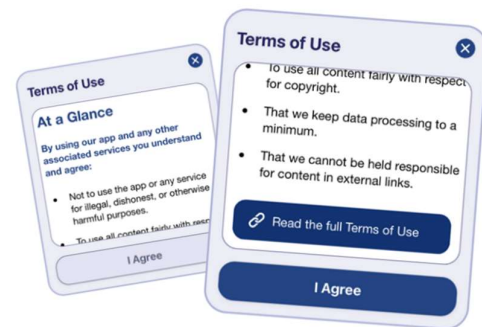 Terms of Use
At a Glance
By using our app and any other
associated services you understand
and agree:
• Not to use the app or any service
for illegal, dishonest, or otherwise
harmful purposes.
• To use all content fairly with resp
I Agree
Terms of Use
• To use all content fairly with respect
for copyright.
• That we keep data processing to a
minimum.
• That we cannot be held responsible
for content in external links.
Read the full Terms of Use
I Agree